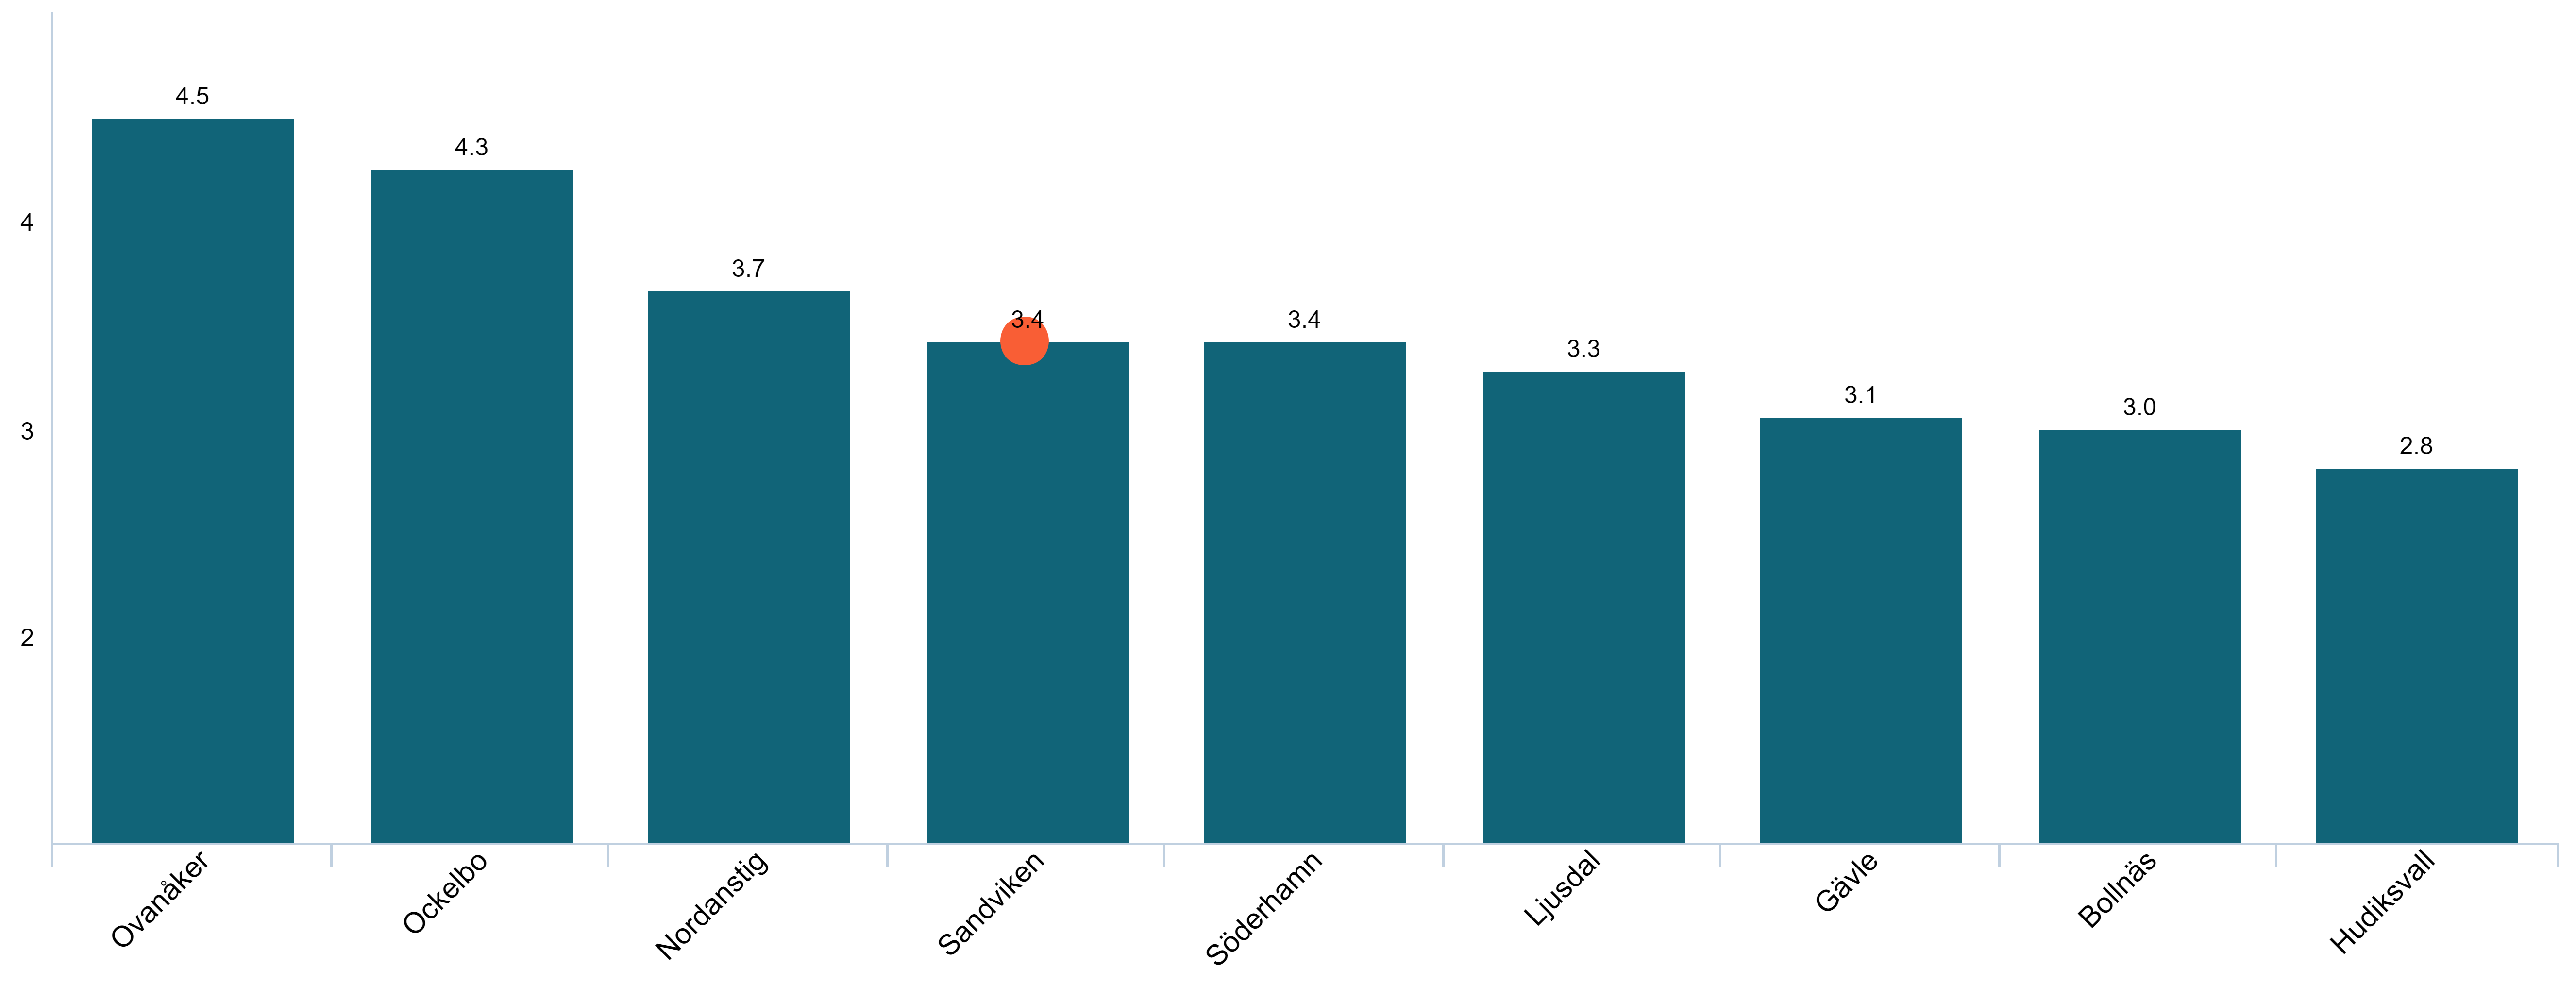 4.5
4.3
3.7
3.4
3.4
3.3
3.1
3.0
2.8
4
3
2
Ovanåker
Ockelbo
Nordanstig
Sandviken
Söderhamn
Ljusdal
Gävle
Bollnäs
Hudiksvall